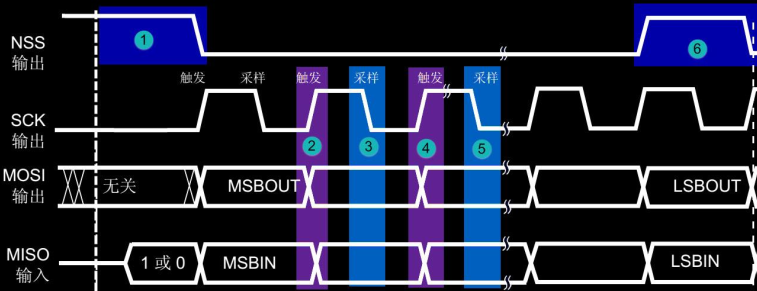 NSS
输出
1
6
触发 采样 触发 采样 触发 采样
SCK
输出
2 3 4 5
MOSI
输出
无关 MSBOUT LSBOUT
MISO
输入
1 或 0 MSBIN LSBIN